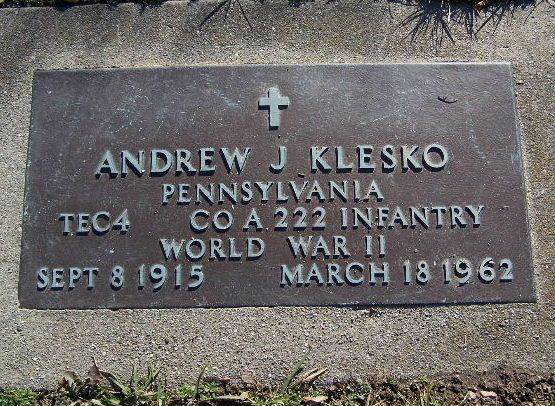 ANDREW J KLESKO
PENNSYLVANIA
TEC4 CO A 222 INFANTRY
WORLD WAR II
SEPT 8 1915 MARCH 18 1962